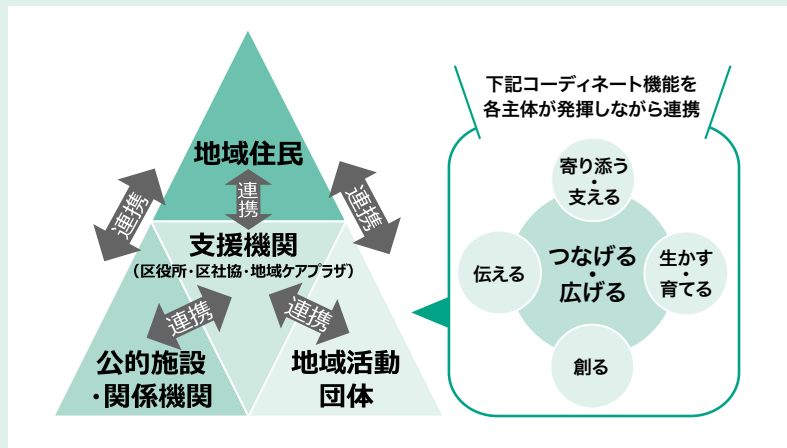 地域住民
連携
連携
連携
支援機関
（区役所・区社協・地域ケアプラザ）
連携
連携
公的施設
・関係機関
地域活動
団体
下記コーディネート機能を
各主体が発揮しながら連携
寄り添う
・
支える
伝える
つなげる
・
広げる
生かす
・
育てる
創る